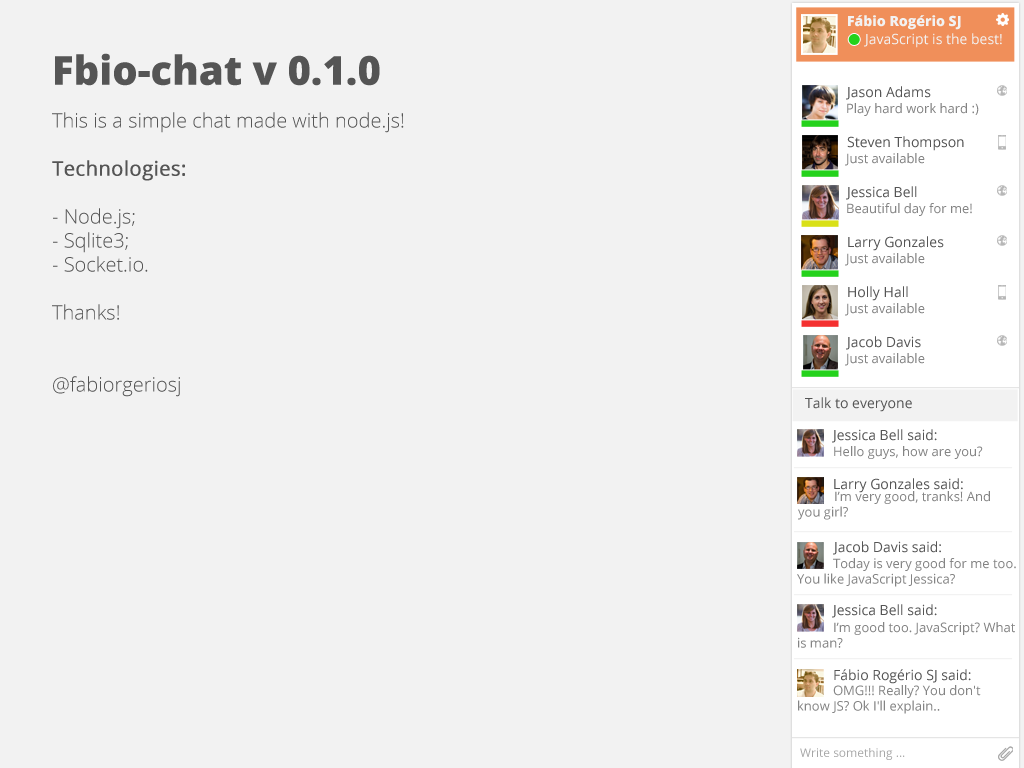 Fbio-chat v 0.1.0
This is a simple chat made with node.js!
Technologies:
- Node.js;
- Sqlite3;
- Socket.io.
Thanks!
@fabiorgeriosj
Fábio Rogério SJ
JavaScript is the best!
Jason Adams
Play hard work hard :)
Steven Thompson
Just available
Jessica Bell
Beautiful day for me!
Larry Gonzales
Just available
Holly Hall
Just available
Jacob Davis
Just available
Talk to everyone
Jessica Bell said:
Hello guys, how are you?
Larry Gonzales said:
I'm very good, tranks! And
you girl?
Jacob Davis said:
Today is very good for me too.
You like JavaScript Jessica?
Jessica Bell said:
I'm good too. JavaScript? What
is man?
Fábio Rogério SJ said:
OMG!!! Really? You don't
know JS? Ok I'll explain..
Write something ...